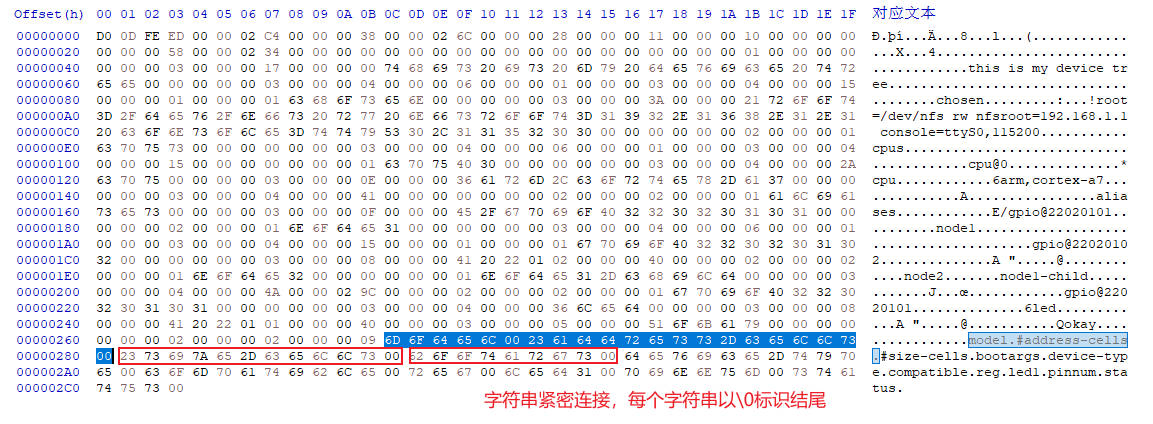 Offset(h) 00 01 02 03 04 05 06 07 08 09 0A 0B 0C 0D 0E 0F 10 11 12 13 14 15 16 17 18 19 1A 1B 1C 1D 1E 1F 对应文本
00000000 D0 0D FE ED 00 00 02 C4 00 00 00 38 00 00 02 6C 00 00 00 28 00 00 00 11 00 00 00 10 00 00 00 00 Ð.þí...Ä...8...l...(............
00000020 00 00 00 58 00 00 02 34 00 00 00 00 00 00 00 00 00 00 00 00 00 00 00 00 00 00 00 01 00 00 00 00 ...X...4........................
00000040 00 00 00 03 00 00 00 17 00 00 00 00 74 68 69 73 20 69 73 20 6D 79 20 64 65 76 69 63 65 20 74 72 ............this is my device tr
00000060 65 65 00 00 00 00 00 03 00 00 00 04 00 00 00 06 00 00 00 01 00 00 00 03 00 00 00 04 00 00 00 15 ee..............................
00000080 00 00 00 01 00 00 00 01 63 68 6F 73 65 6E 00 00 00 00 00 03 00 00 00 3A 00 00 00 21 72 6F 6F 74 ........chosen.........:...!root
000000A0 3D 2F 64 65 76 2F 6E 66 73 20 72 77 20 6E 66 73 72 6F 6F 74 3D 31 39 32 2E 31 36 38 2E 31 2E 31 =/dev/nfs rw nfsroot=192.168.1.1
000000C0 20 63 6F 6E 73 6F 6C 65 3D 74 74 79 53 30 2C 31 31 35 32 30 30 00 00 00 00 00 00 02 00 00 00 01 console=ttyS0,115200...........
000000E0 63 70 75 73 00 00 00 00 00 00 00 03 00 00 00 04 00 00 00 06 00 00 00 01 00 00 00 03 00 00 00 04 cpus............................
00000100 00 00 00 15 00 00 00 00 00 00 00 01 63 70 75 40 30 00 00 00 00 00 00 03 00 00 00 04 00 00 00 2A ............cpu@0..............*
00000120 63 70 75 00 00 00 00 03 00 00 00 0E 00 00 00 36 61 72 6D 2C 63 6F 72 74 65 78 2D 61 37 00 00 00 cpu............6arm,cortex-a7...
00000140 00 00 00 03 00 00 00 04 00 00 00 41 00 00 00 00 00 00 00 02 00 00 00 02 00 00 00 01 61 6C 69 61 ...........A................alia
00000160 73 65 73 00 00 00 00 03 00 00 00 0F 00 00 00 45 2F 67 70 69 6F 40 32 32 30 32 30 31 30 31 00 00 ses............E/gpio@22020101..
00000180 00 00 00 02 00 00 00 01 6E 6F 64 65 31 00 00 00 00 00 00 03 00 00 00 04 00 00 00 06 00 00 00 01 ........node1...................
000001A0 00 00 00 03 00 00 00 04 00 00 00 15 00 00 00 01 00 00 00 01 67 70 69 6F 40 32 32 30 32 30 31 30 ....................gpio@2202010
000001C0 32 00 00 00 00 00 00 03 00 00 00 08 00 00 00 41 20 22 01 02 00 00 00 40 00 00 00 02 00 00 00 02 2..............A ".....@........
000001E0 00 00 00 01 6E 6F 64 65 32 00 00 00 00 00 00 01 6E 6F 64 65 31 2D 63 68 69 6C 64 00 00 00 00 03 ....node2.......node1-child.....
00000200 00 00 00 04 00 00 00 4A 00 00 02 9C 00 00 00 02 00 00 00 02 00 00 00 01 67 70 69 6F 40 32 32 30 .......J...œ............gpio@220
00000220 32 30 31 30 31 00 00 00 00 00 00 03 00 00 00 04 00 00 00 36 6C 65 64 00 00 00 00 03 00 00 00 08 20101..............6led.........
00000240 00 00 00 41 20 22 01 01 00 00 00 40 00 00 00 03 00 00 00 05 00 00 00 51 6F 6B 61 79 00 00 00 00 ...A ".....@...........Qokay....
00000260 00 00 00 02 00 00 00 02 00 00 00 09 6D 6F 64 65 6C 00 23 61 64 64 72 65 73 73 2D 63 65 6C 6C 73 ............model.#address-cells
00000280 00 23 73 69 7A 65 2D 63 65 6C 6C 73 00 62 6F 6F 74 61 72 67 73 00 64 65 76 69 63 65 2D 74 79 70 .#size-cells.bootargs.device-typ
000002A0 65 00 63 6F 6D 70 61 74 69 62 6C 65 00 72 65 67 00 6C 65 64 31 00 70 69 6E 6E 75 6D 00 73 74 61 e.compatible.reg.led1.pinnum.sta
000002C0 74 75 73 00 tus.
字符串紧密连接，每个字符串以\0标识结尾